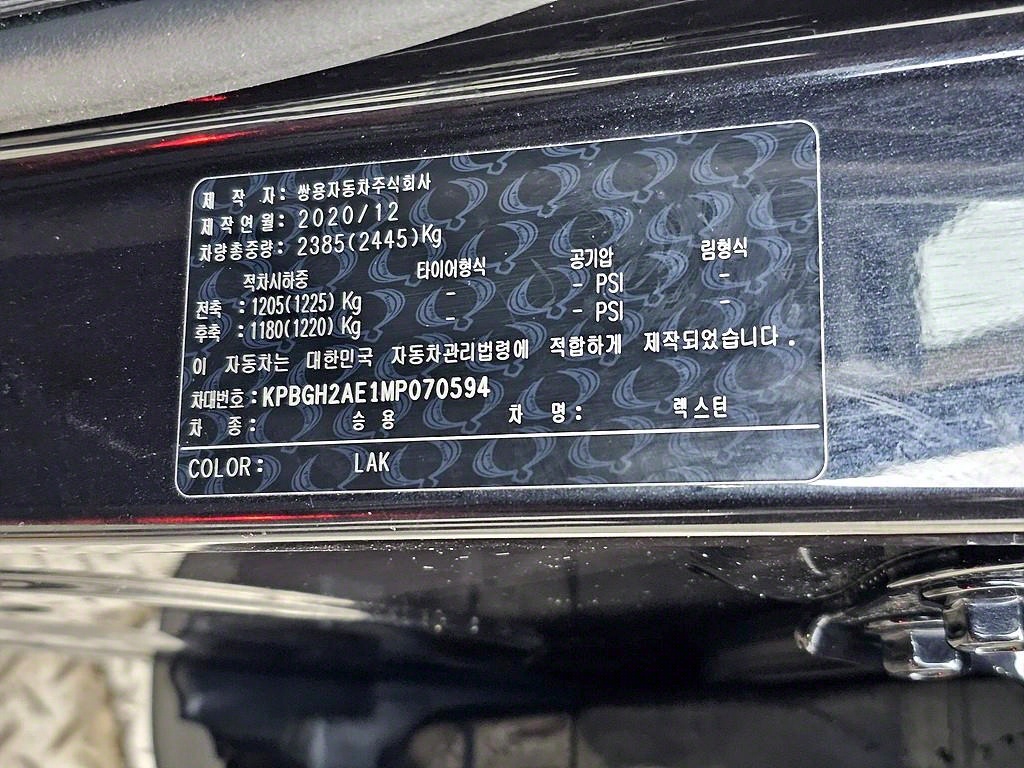 제 작 자: 쌍용자동차주식회사
제작연월: 2020/12
차량총중량: 2385(2445)Kg
적차시하중 타이어형식 공기압 림형식
전축 : 1205(1225) Kg - - PSI -
후축 : 1180(1220) Kg - - PSI -
이 자동차는 대한민국 자동차관리법령에 적합하게 제작되었습니다.
차대번호: KPBGH2AE1MP070594
차 종: 승용 차 명: 렉스턴
COLOR: LAK